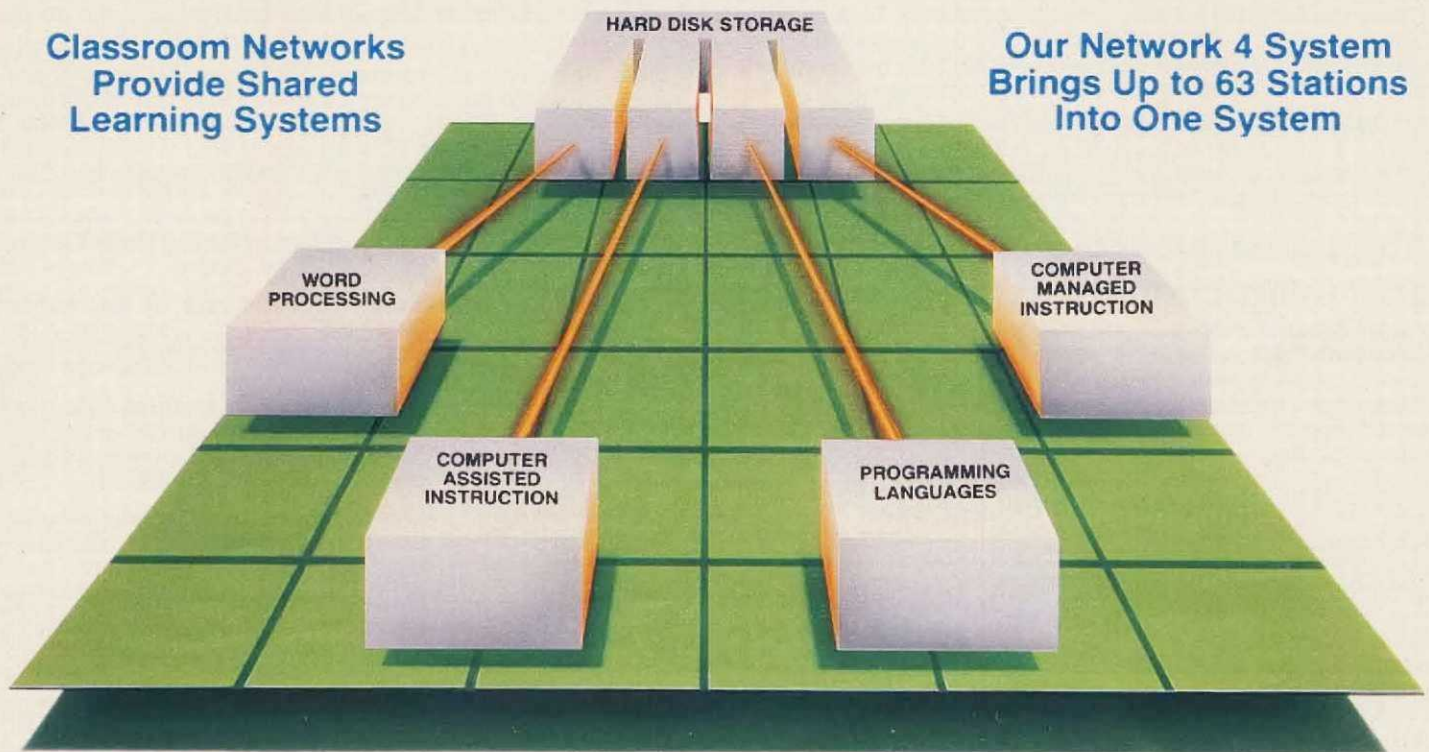 HARD DISK STORAGE
Classroom Networks
Provide Shared
Learning Systems
Our Network 4 System
Brings Up to 63 Stations
Into One System
WORD
PROCESSING
COMPUTER
MANAGED
INSTRUCTION
COMPUTER
ASSISTED
INSTRUCTION
PROGRAMMING
LANGUAGES